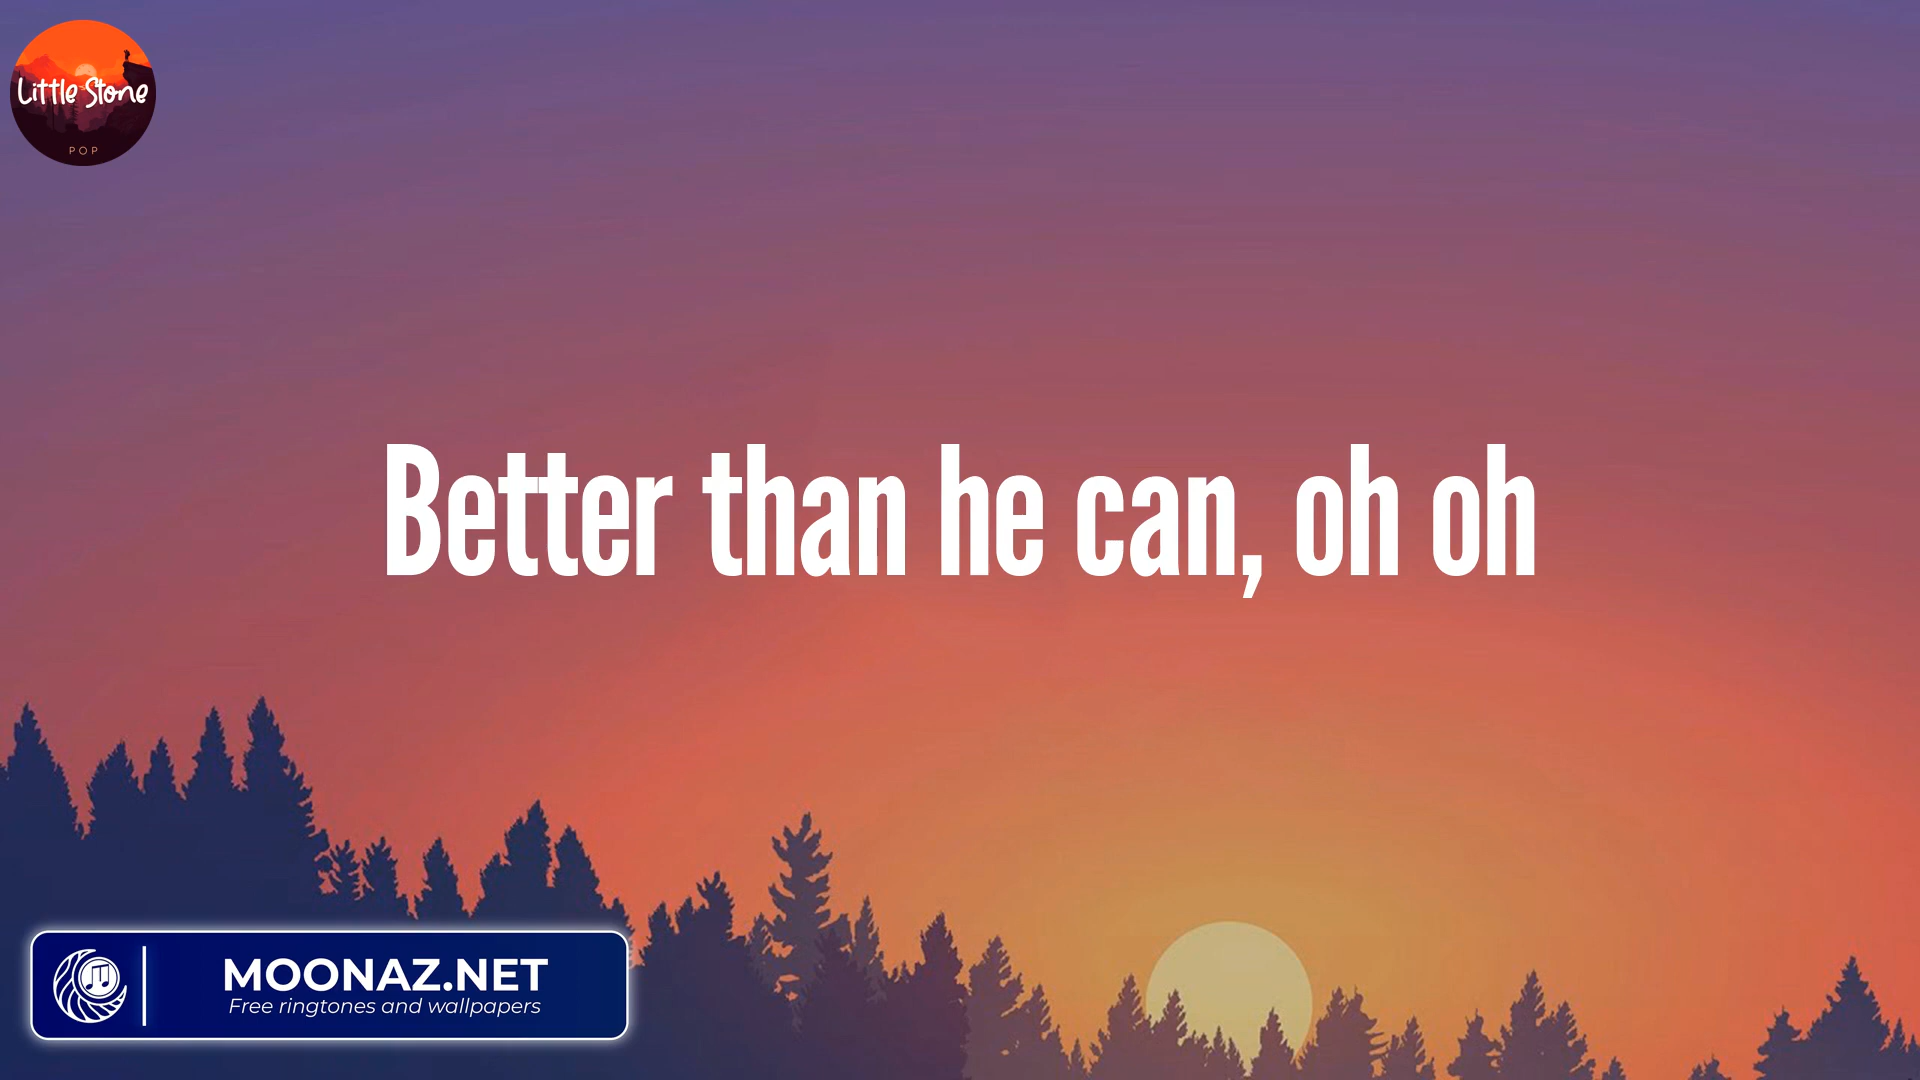 Little Stone
POP
Better than he can, oh oh
MOONAZ.NET
Free ringtones and wallpapers